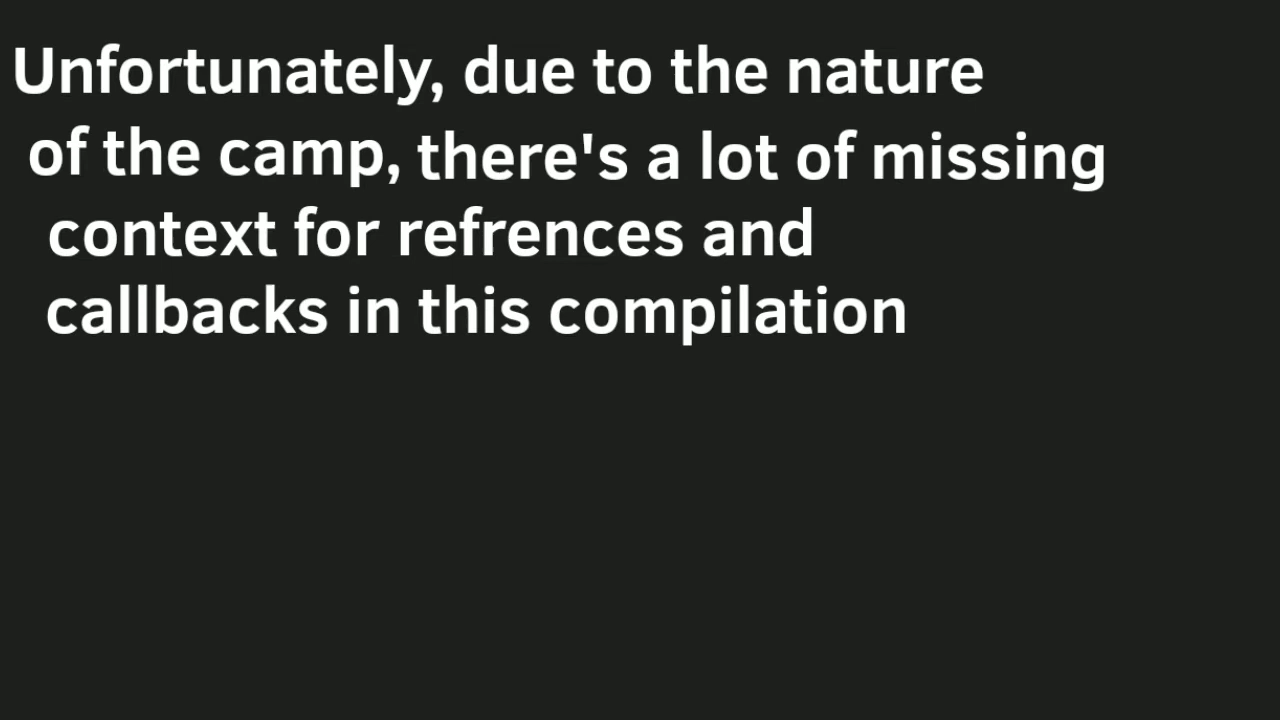 Unfortunately, due to the nature
of the camp, there's a lot of missing
context for refrences and
callbacks in this compilation